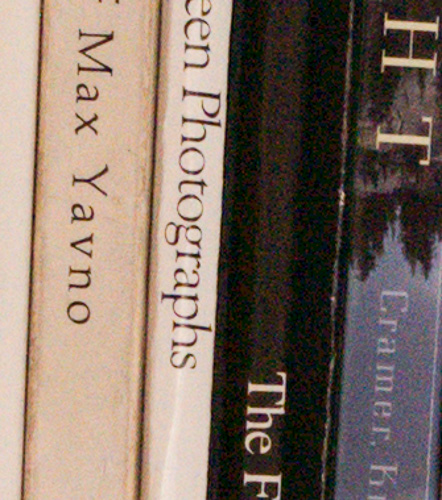 Max Yavno
een Photographs
The F
HT
Cramer, K